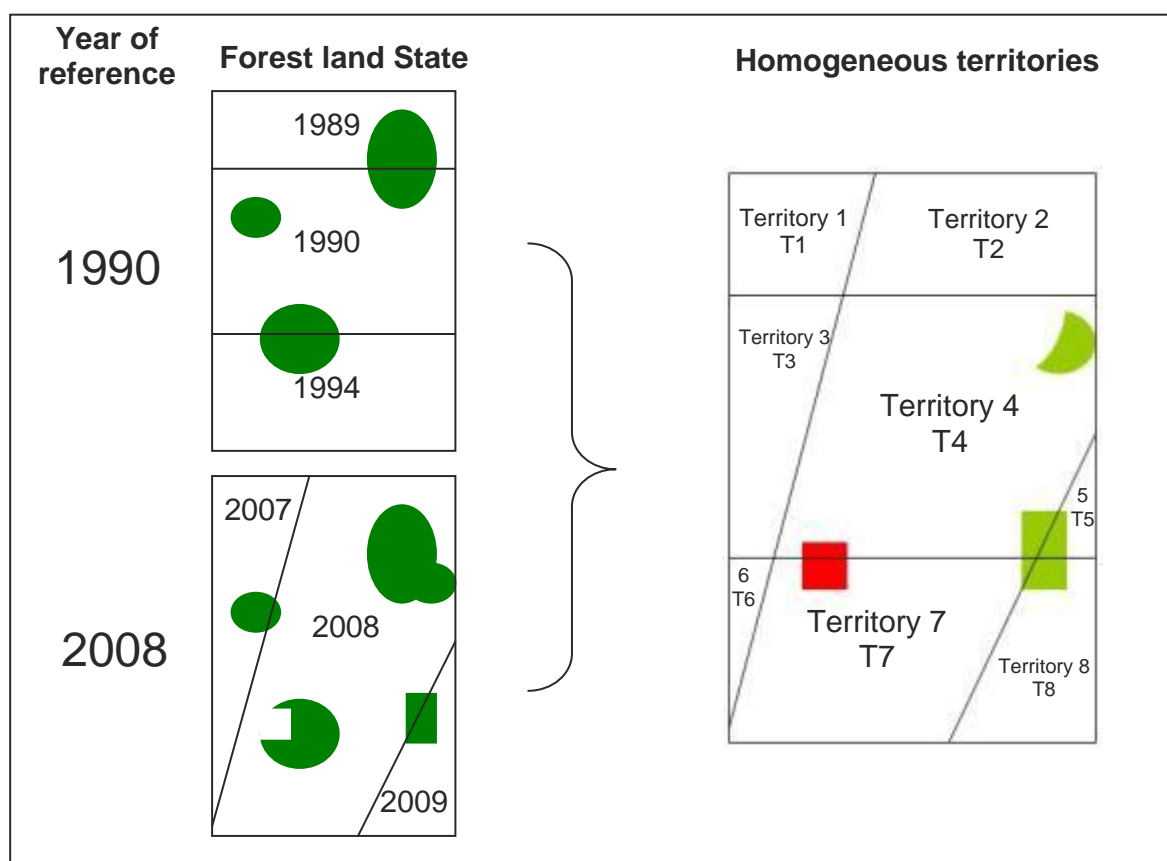 Year of
reference
Forest land State
Homogeneous territories
1990
1989
1990
1994
2008
2007
2008
2009
Territory 1
T1
Territory 2
T2
Territory 3
T3
Territory 4
T4
5
T5
6
T6
Territory 7
T7
Territory 8
T8